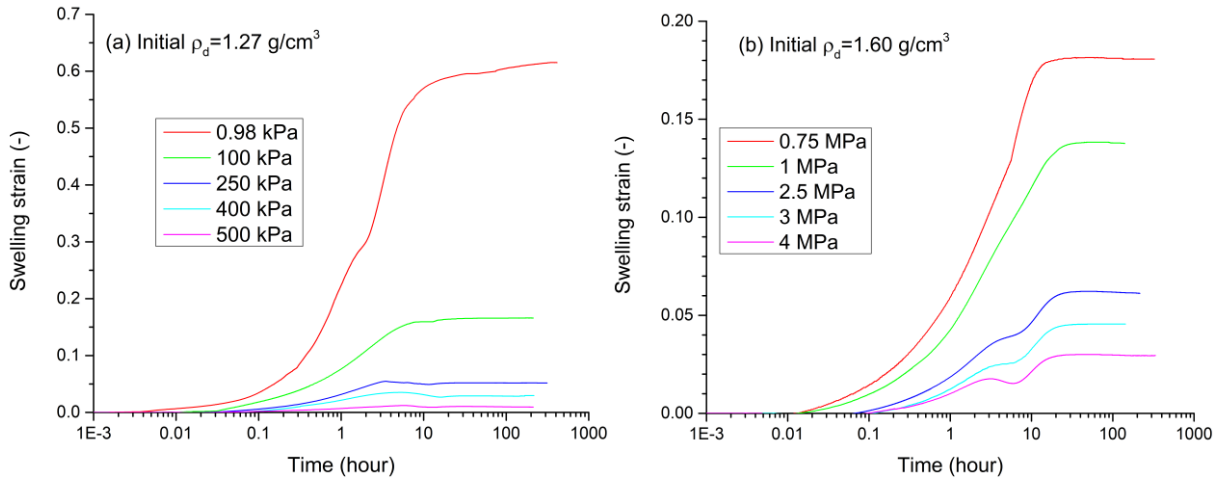 (a) Initial ρd=1.27 g/cm³
0.7
0.6
0.5
0.4
0.3
0.2
0.1
0.0
Swelling strain (-)
0.98 kPa
100 kPa
250 kPa
400 kPa
500 kPa
1E-3 0.01 0.1 1 10 100 1000
Time (hour)
(b) Initial ρd=1.60 g/cm³
0.20
0.15
0.10
0.05
0.00
Swelling strain (-)
0.75 MPa
1 MPa
2.5 MPa
3 MPa
4 MPa
1E-3 0.01 0.1 1 10 100 1000
Time (hour)